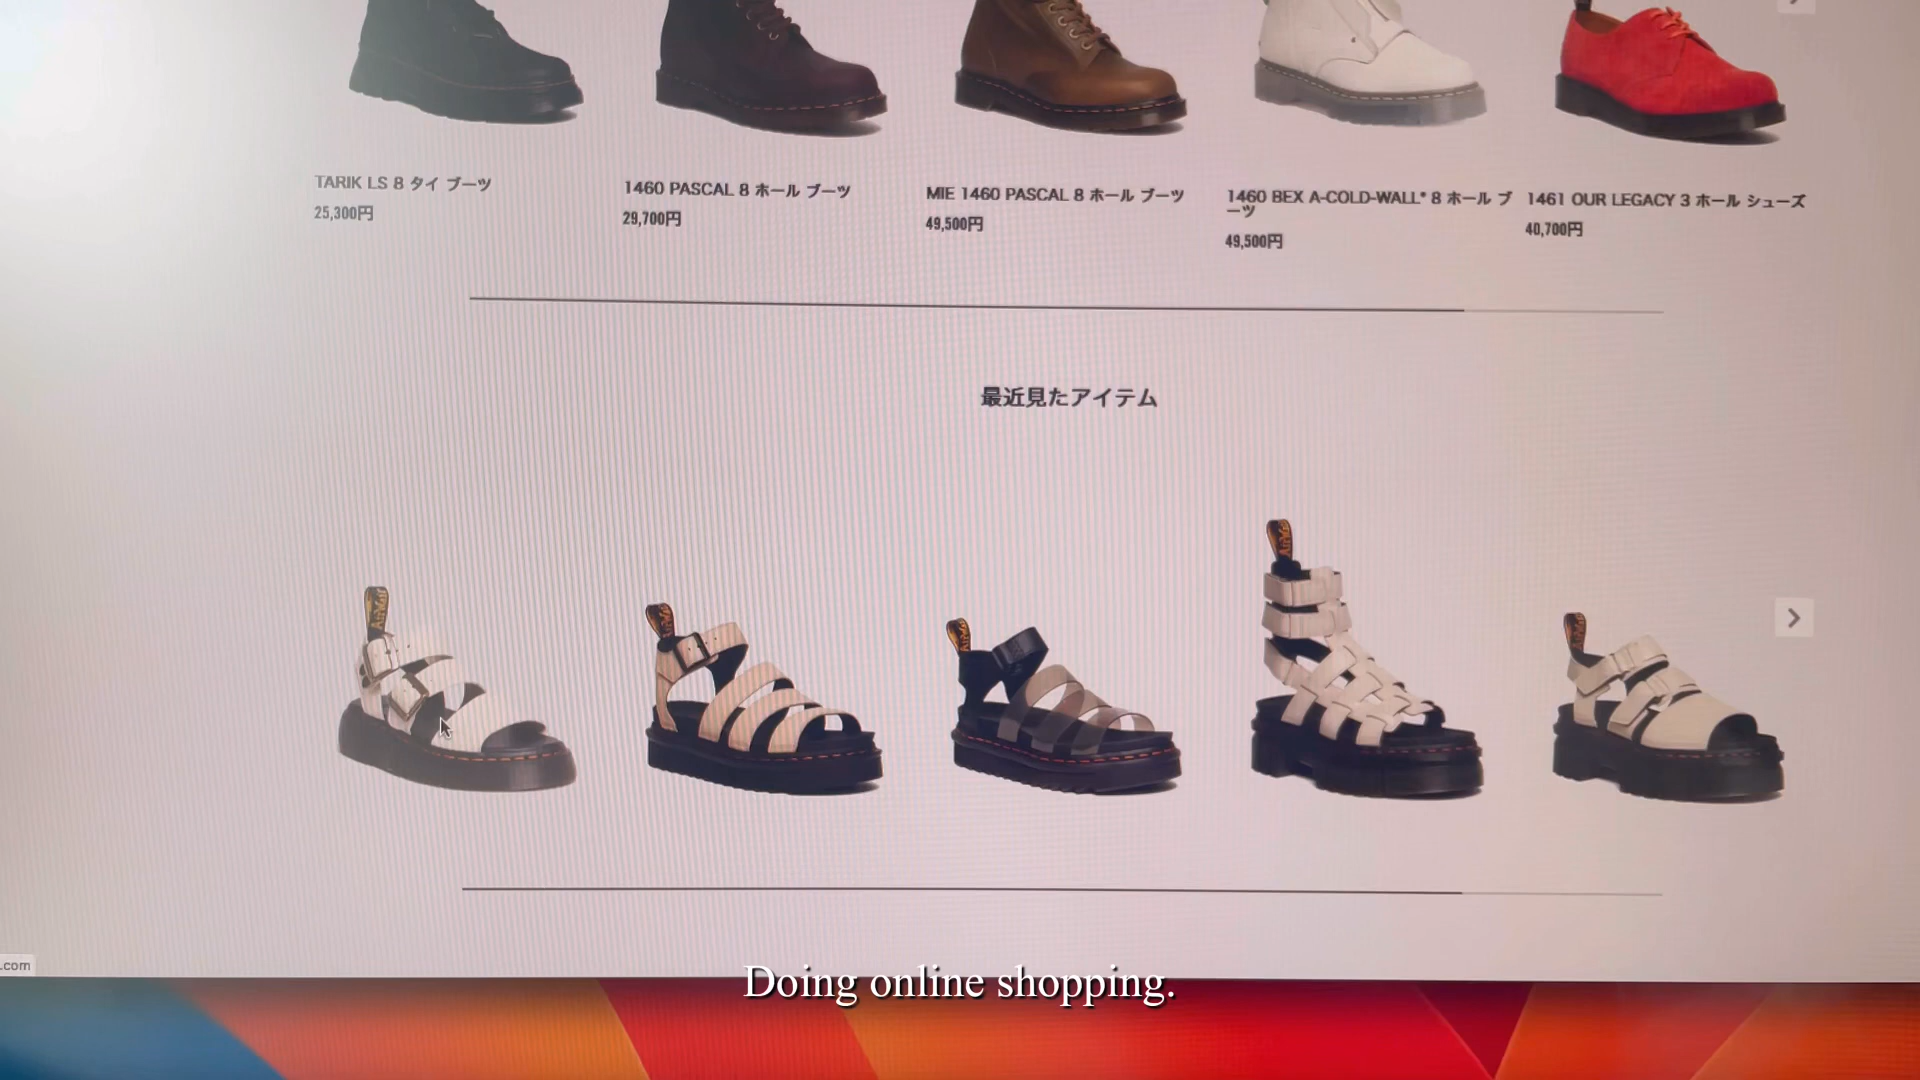 TARIK LS 8 タイ ブーツ
25,300円
1460 PASCAL 8 ホール ブーツ
29,700円
MIE 1460 PASCAL 8 ホール ブーツ
49,500円
1460 BEX A-COLD-WALL* 8 ホール ブ
ーツ
49,500円
1461 OUR LEGACY 3 ホール シューズ
40,700円
最近見たアイテム
.com
Doing online shopping.